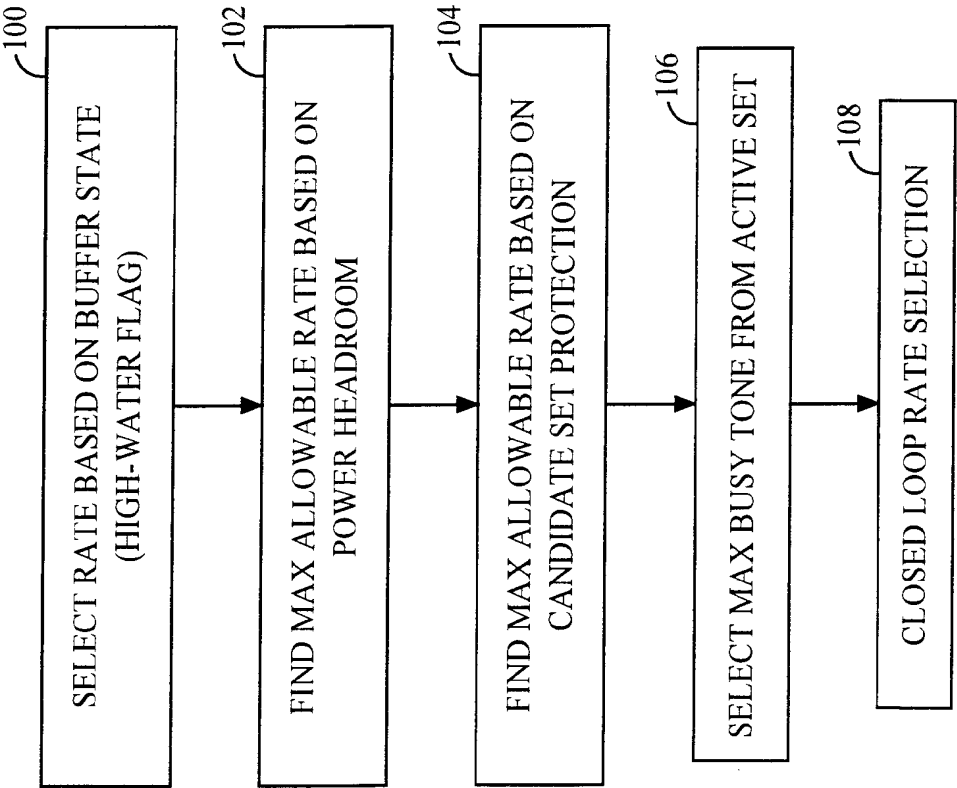 100
SELECT RATE BASED ON BUFFER STATE
(HIGH-WATER FLAG)
102
FIND MAX ALLOWABLE RATE BASED ON
POWER HEADROOM
104
FIND MAX ALLOWABLE RATE BASED ON
CANDIDATE SET PROTECTION
106
SELECT MAX BUSY TONE FROM ACTIVE SET
108
CLOSED LOOP RATE SELECTION